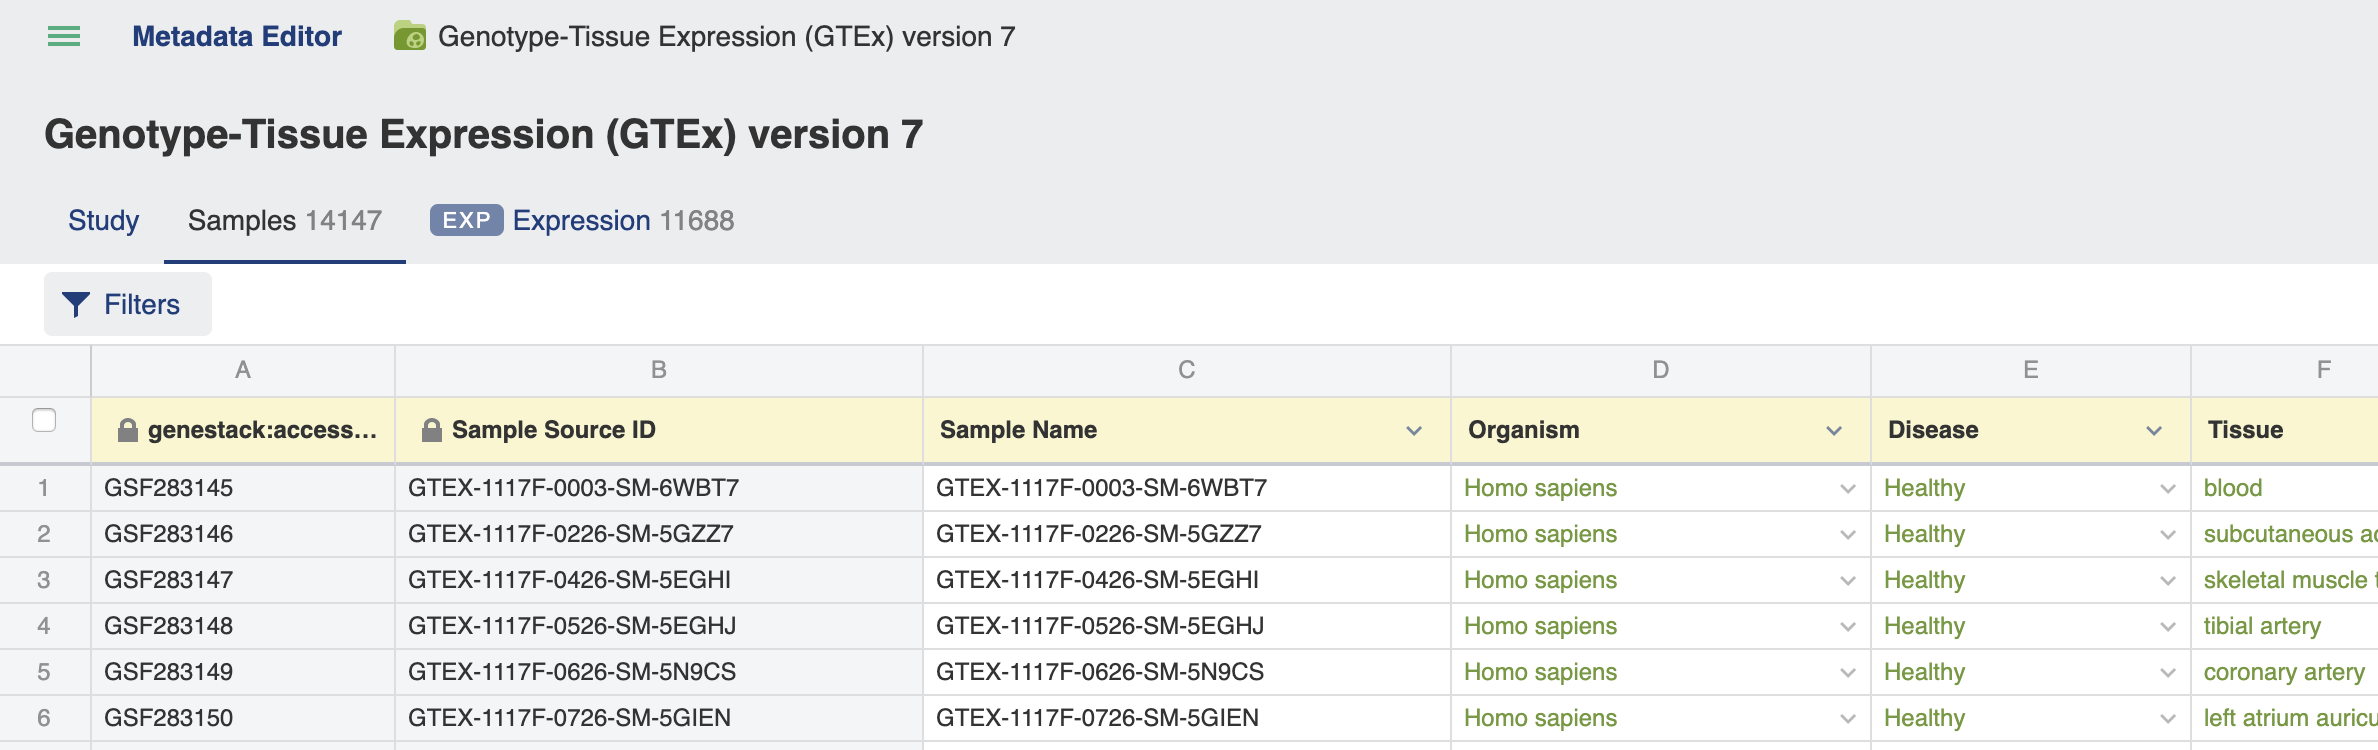 Metadata Editor Genotype-Tissue Expression (GTEx) version 7
Genotype-Tissue Expression (GTEx) version 7
Study Samples 14147 EXP Expression 11688
Filters
A B C D E F
genestack:access... Sample Source ID Sample Name Organism Disease Tissue
1 GSF283145 GTEX-1117F-0003-SM-6WBT7 GTEX-1117F-0003-SM-6WBT7 Homo sapiens Healthy blood
2 GSF283146 GTEX-1117F-0226-SM-5GZZ7 GTEX-1117F-0226-SM-5GZZ7 Homo sapiens Healthy subcutaneous
3 GSF283147 GTEX-1117F-0426-SM-5EGHI GTEX-1117F-0426-SM-5EGHI Homo sapiens Healthy skeletal muscle
4 GSF283148 GTEX-1117F-0526-SM-5EGHJ GTEX-1117F-0526-SM-5EGHJ Homo sapiens Healthy tibial artery
5 GSF283149 GTEX-1117F-0626-SM-5N9CS GTEX-1117F-0626-SM-5N9CS Homo sapiens Healthy coronary artery
6 GSF283150 GTEX-1117F-0726-SM-5GIEN GTEX-1117F-0726-SM-5GIEN Homo sapiens Healthy left atrium